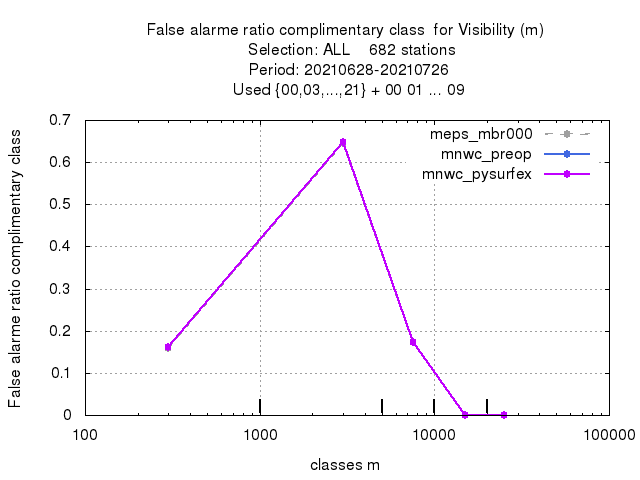 False alarme ratio complimentary class  for Visibility (m)
Selection: ALL    682 stations
Period: 20210628-20210726
Used {00,03,...,21} + 00 01 ... 09
False alarme ratio complimentary class
0.7
0.6
0.5
0.4
0.3
0.2
0.1
0
meps_mbr000
mnwc_preop
mnwc_pysurfex
100
1000
10000
100000
classes m